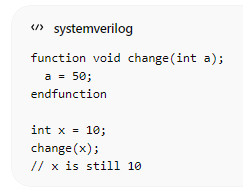 </> systemverilog
function void change(int a);
  a = 50;
endfunction
int x = 10;
change(x);
// x is still 10